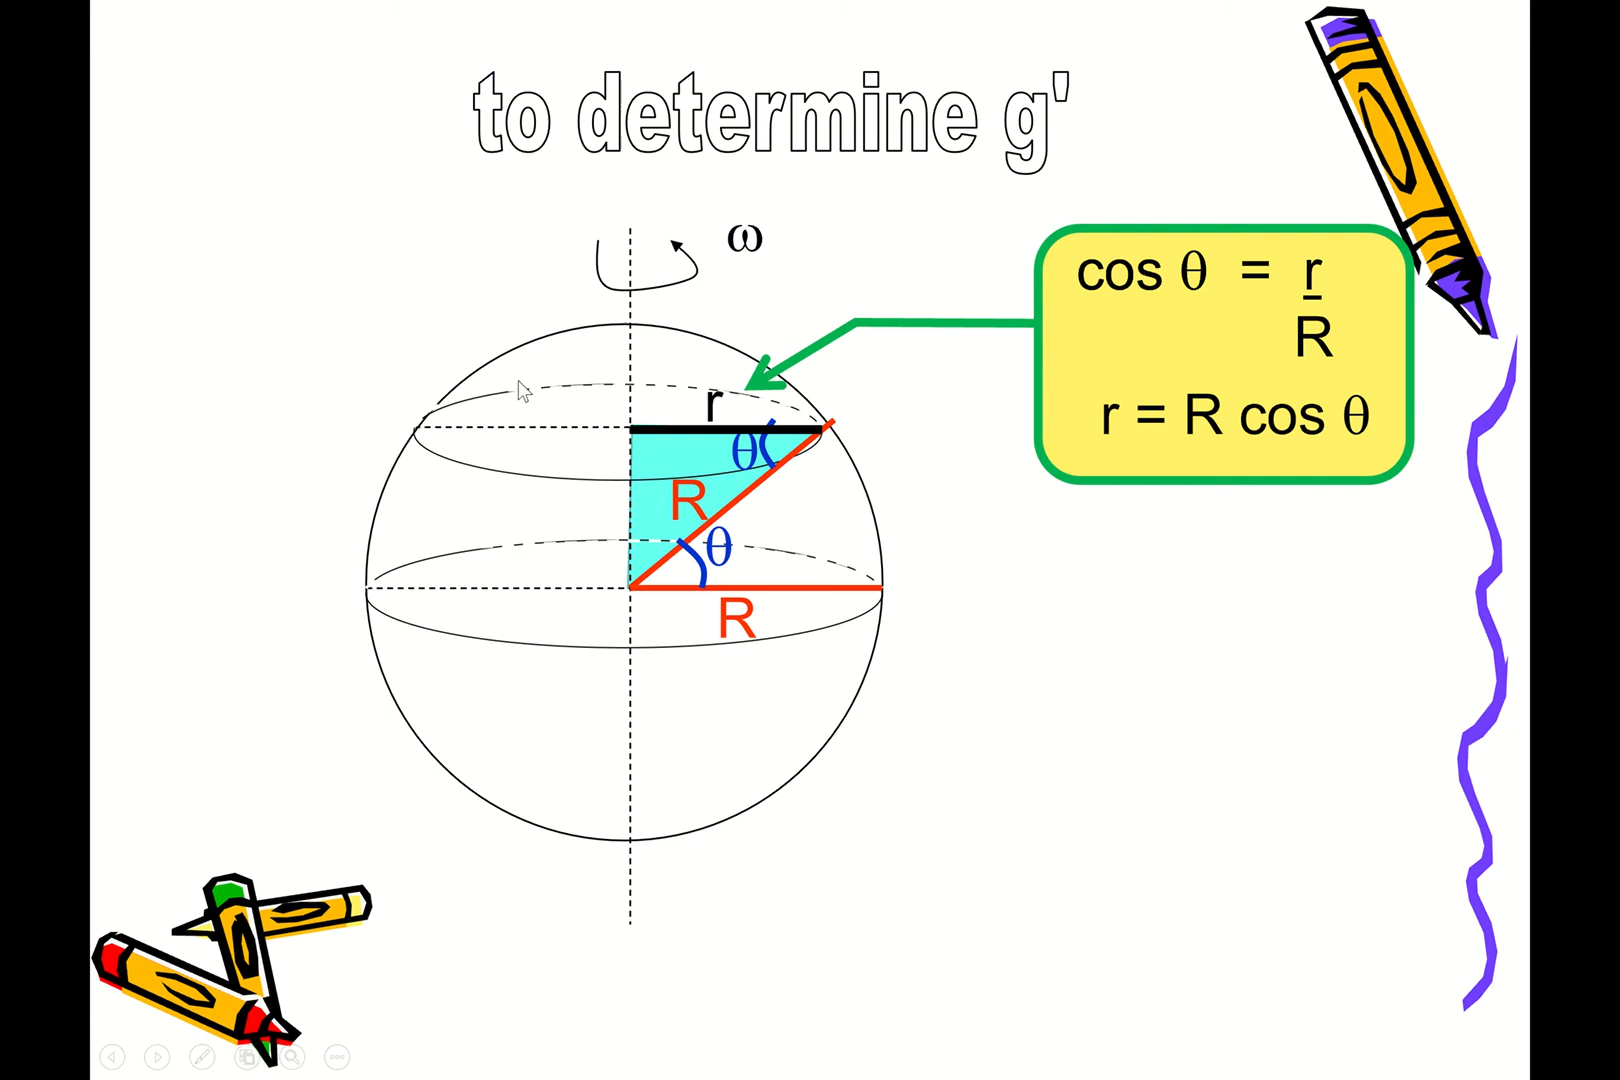 to determine g'
ω
cos θ = r
R
r = R cos θ
r
θ
R
θ
R